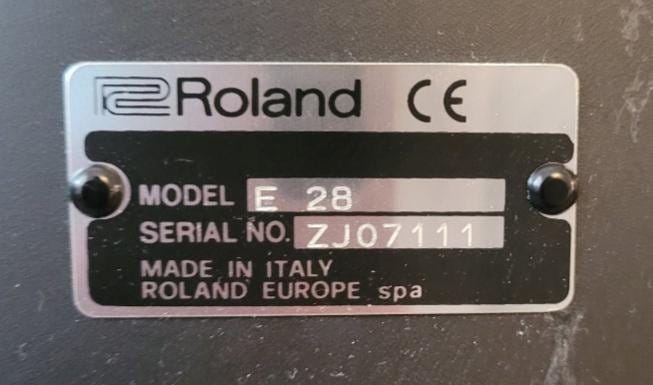 Roland CE
MODEL E 28
SERIAL NO. ZJ07111
MADE IN ITALY
ROLAND EUROPE spa